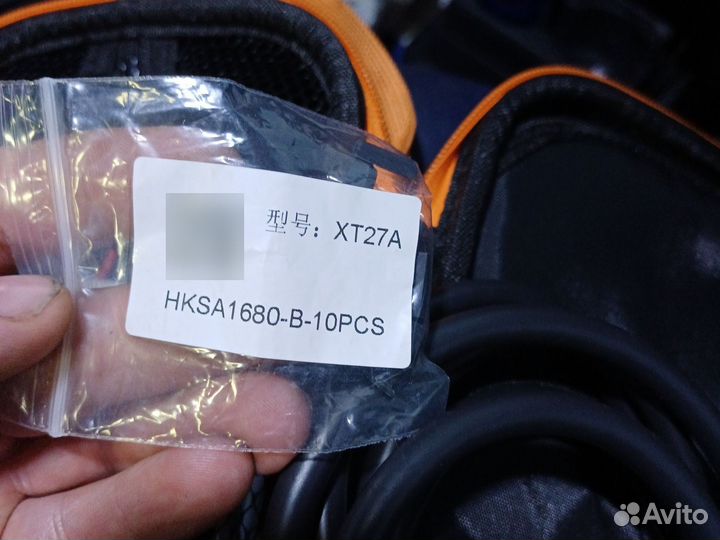 型号: XT27A
HKSA1680-B-10PCS
Avito